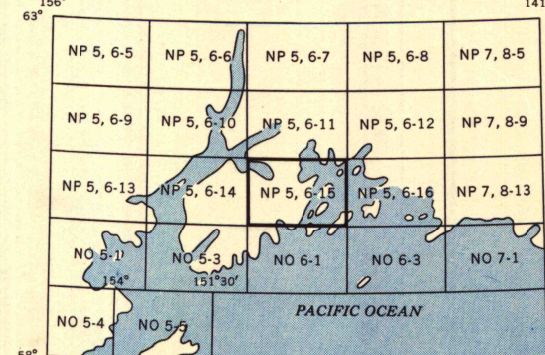 156° 141
63°
NP 5, 6-5 NP 5, 6-6 NP 5, 6-7 NP 5, 6-8 NP 7, 8-5
NP 5, 6-9 NP 5, 6-10 NP 5, 6-11 NP 5, 6-12 NP 7, 8-9
NP 5, 6-13 NP 5, 6-14 NP 5, 6-15 NP 5, 6-16 NP 7, 8-13
NO 5-1 NO 5-3 NO 6-1 NO 6-3 NO 7-1
154° 151°30′
PACIFIC OCEAN
NO 5-4 NO 5-5
58°